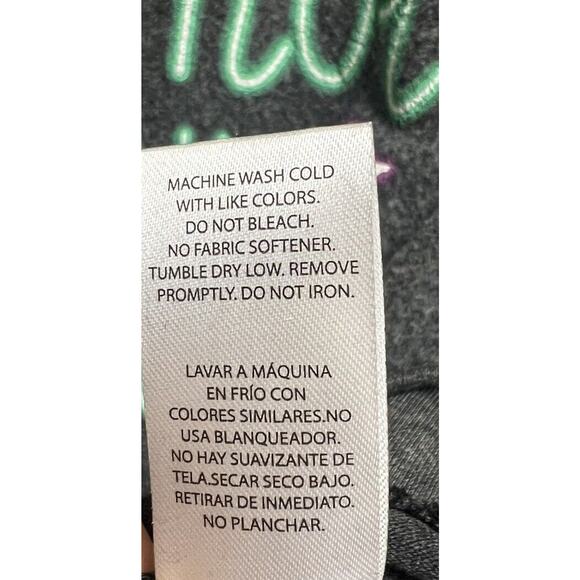 MACHINE WASH COLD
WITH LIKE COLORS.
DO NOT BLEACH.
NO FABRIC SOFTENER.
TUMBLE DRY LOW. REMOVE
PROMPTLY. DO NOT IRON.
LAVAR A MÁQUINA
EN FRÍO CON
COLORES SIMILARES.NO
USA BLANQUEADOR.
NO HAY SUAVIZANTE DE
TELA.SECAR SECO BAJO.
RETIRAR DE INMEDIATO.
NO PLANCHAR.